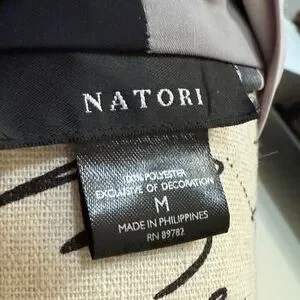 NATORI
100% POLYESTER
EXCLUSIVE OF DECORATION
M
MADE IN PHILIPPINES
RN 89782